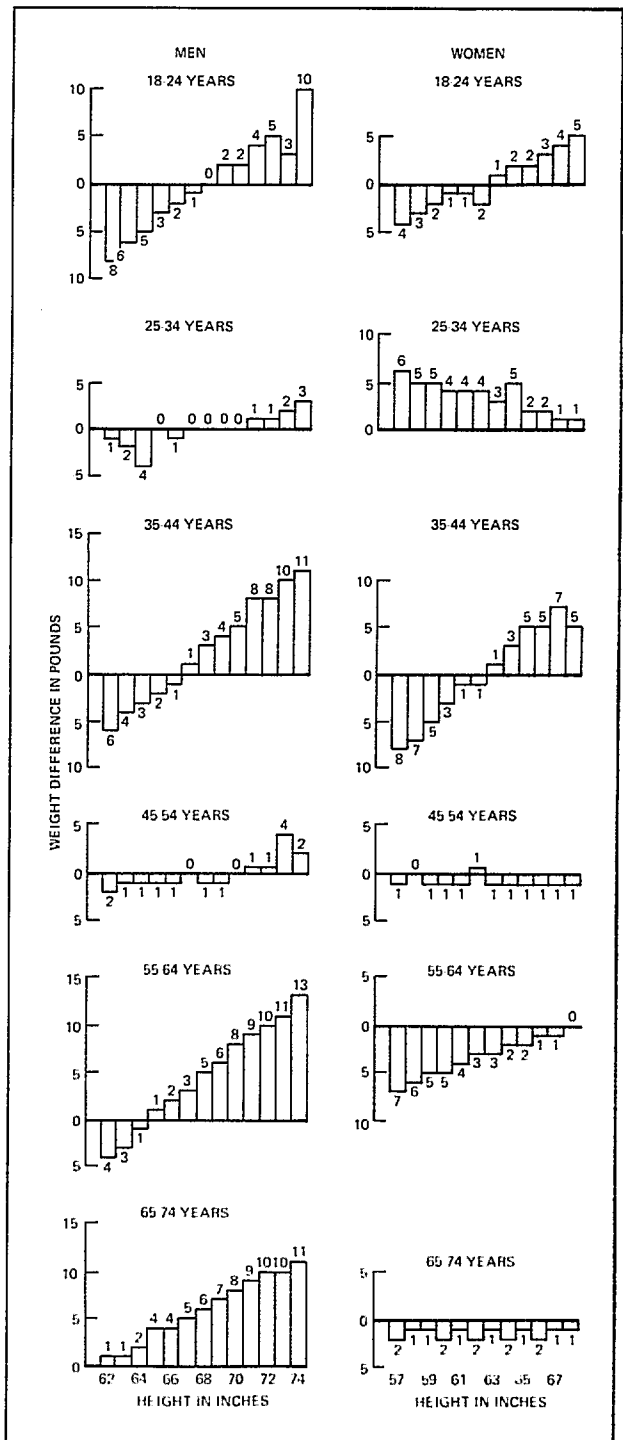 MEN
WOMEN
18-24 YEARS
10
5
0
5
10
8 6 5 3 2 1 0 2 2 4 5 3 10
18-24 YEARS
5
0
5
4 3 2 1 1 2 1 2 2 3 4 5
25-34 YEARS
5
0
5
1 2 4 0 1 0 0 0 0 1 1 2 3
25-34 YEARS
10
5
0
6 5 5 4 4 4 3 5 2 2 1 1
35-44 YEARS
15
10
5
0
5
10
6 4 3 2 1 1 3 4 5 8 8 10 11
35-44 YEARS
10
5
0
5
10
8 7 5 3 1 1 1 3 5 5 7 5
WEIGHT DIFFERENCE IN POUNDS
45-54 YEARS
5
0
5
2 1 1 1 1 0 1 1 0 1 1 4 2
45-54 YEARS
5
0
5
1 0 1 1 1 1 1 1 1 1 1 1
55-64 YEARS
15
10
5
0
5
4 3 1 1 2 3 5 6 8 9 10 11 13
55-64 YEARS
5
0
5
10
7 6 5 5 4 3 3 2 2 1 1 0
65-74 YEARS
15
10
5
0
1 1 2 4 4 5 6 7 8 9 10 10 11
62 64 66 68 70 72 74
HEIGHT IN INCHES
65-74 YEARS
5
0
5
2 1 1 2 1 2 1 2 1 2 1 1
57 59 61 63 65 67
HEIGHT IN INCHES